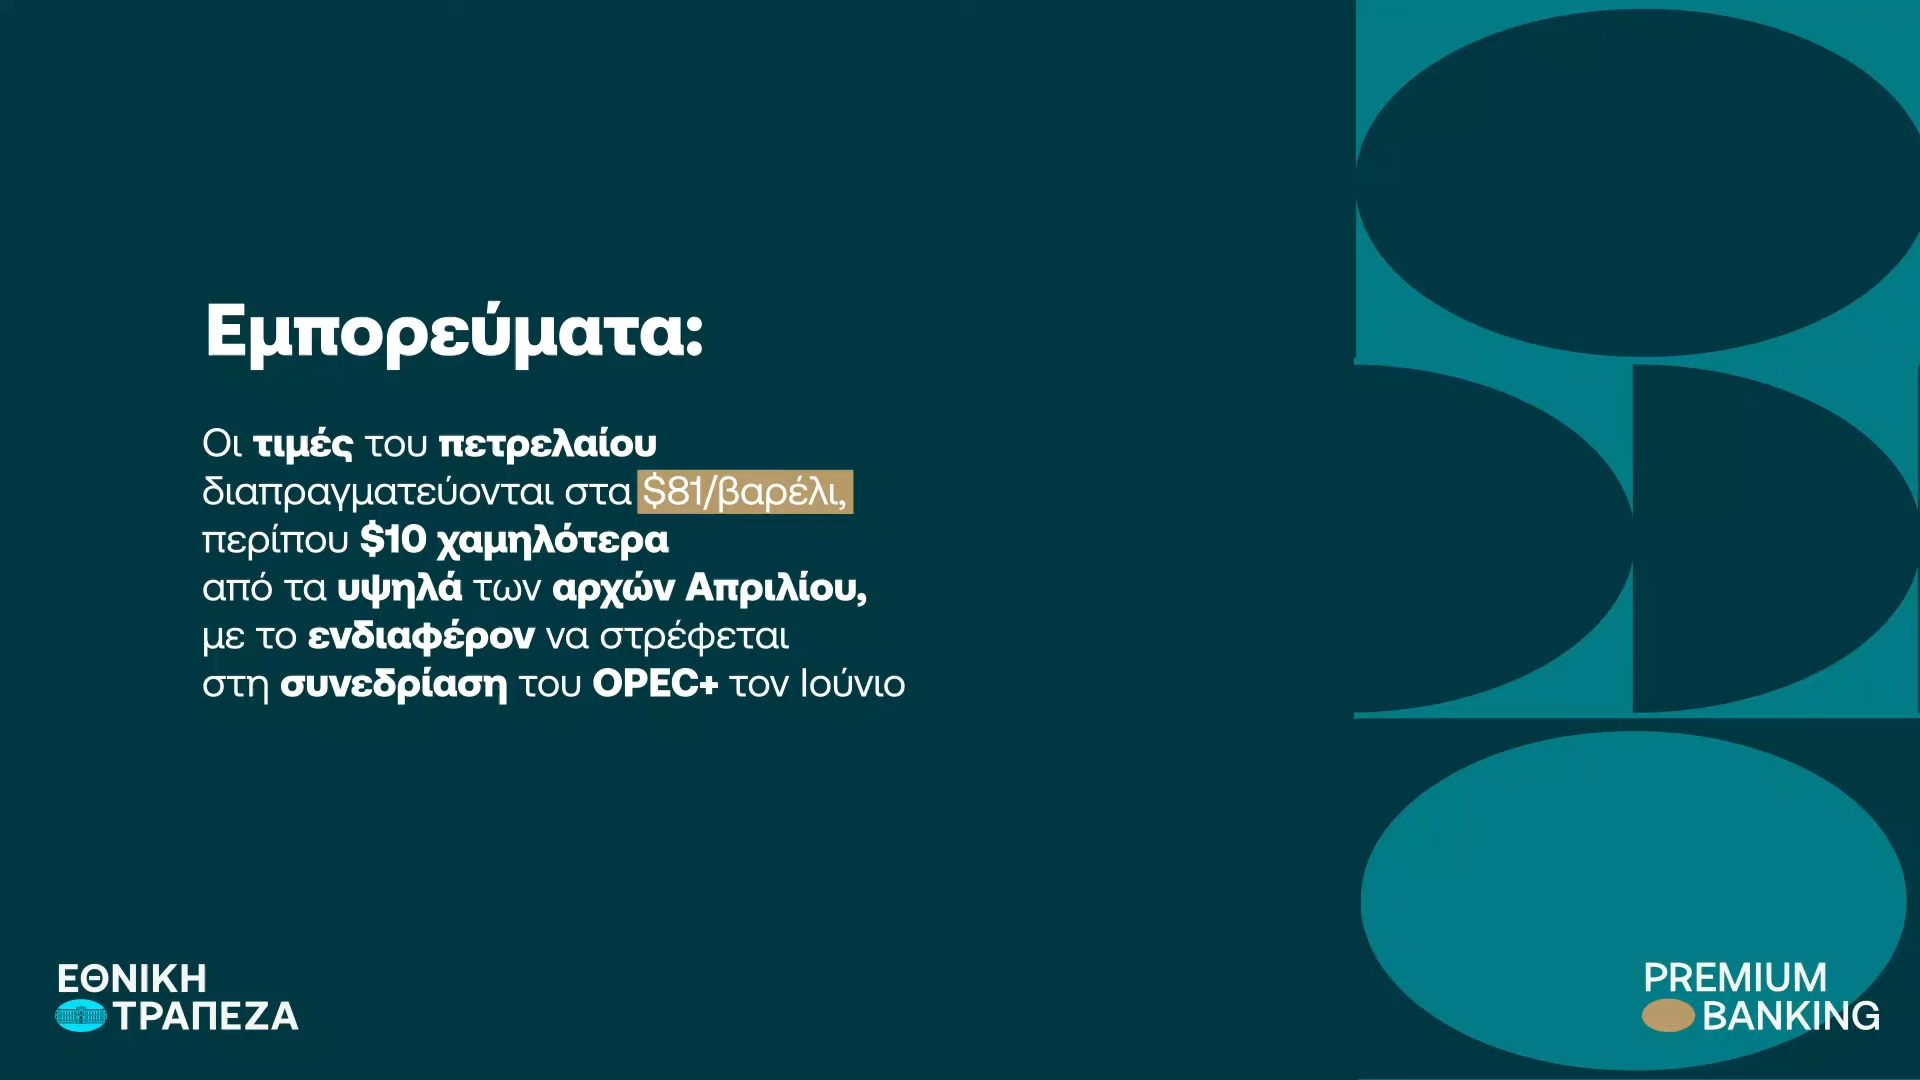 Εμπορεύματα:
Οι τιμές του πετρελαίου
διαπραγματεύονται στα $81/βαρέλι,
περίπου $10 χαμηλότερα
από τα υψηλά των αρχών Απριλίου,
με το ενδιαφέρον να στρέφεται
στη συνεδρίαση του OPEC+ τον Ιούνιο
ΕΘΝΙΚΗ
ΤΡΑΠΕΖΑ
PREMIUM
BANKING